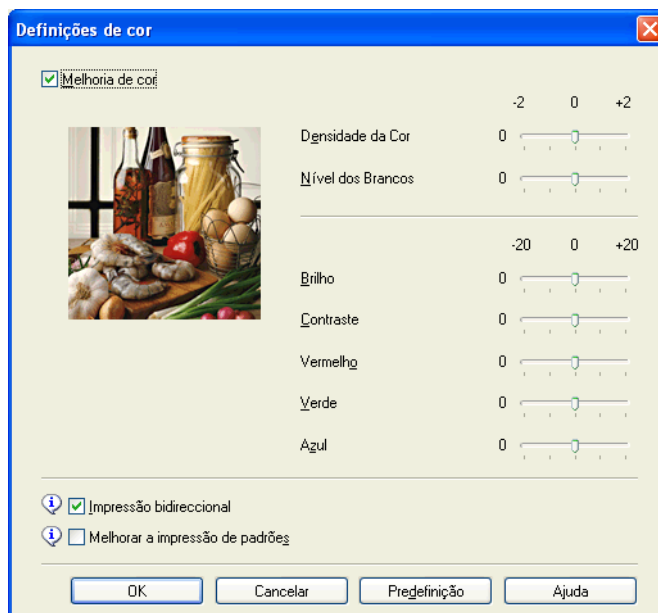 Definições de cor
Melhoria de cor
-2 0 +2
Densidade da Cor 0
Nível dos Brancos 0
-20 0 +20
Brilho 0
Contraste 0
Vermelho 0
Verde 0
Azul 0
Impressão bidireccional
Melhorar a impressão de padrões
OK Cancelar Predefinição Ajuda